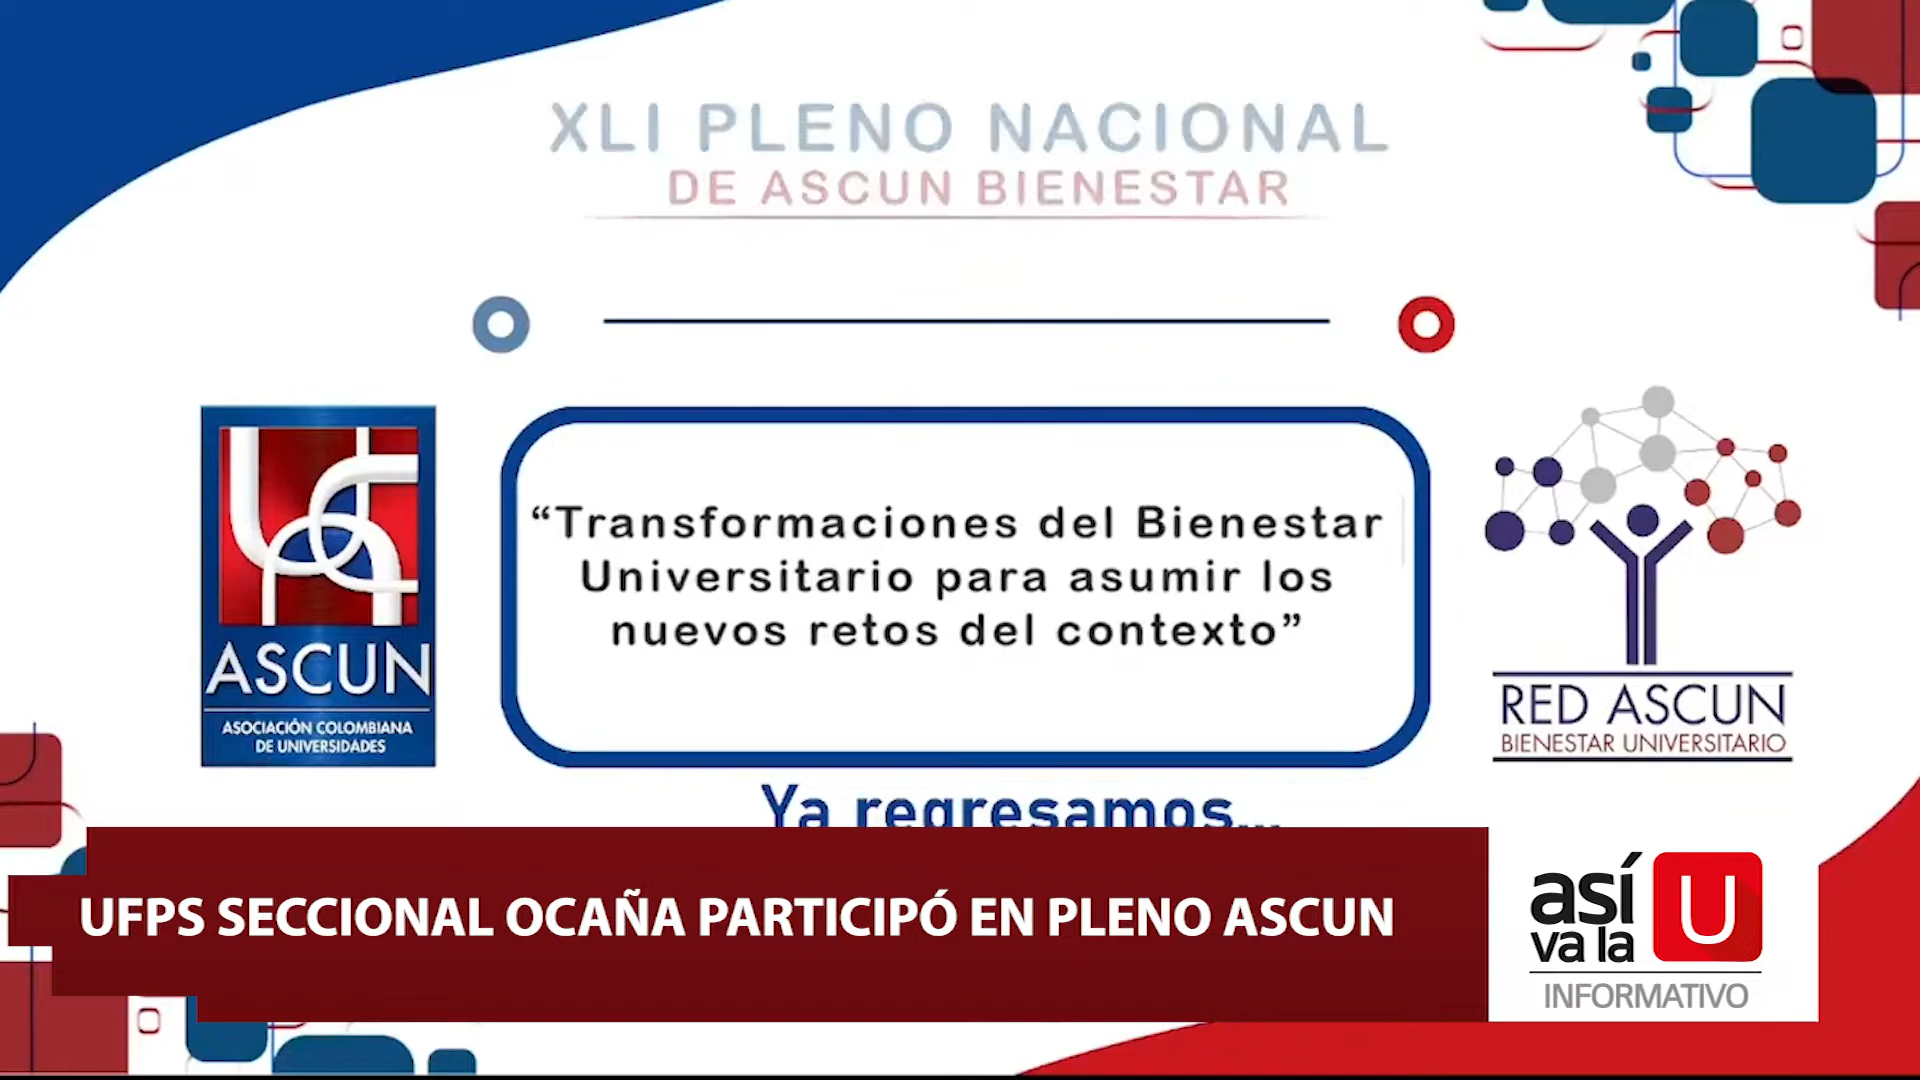 XLI PLENO NACIONAL
DE ASCUN BIENESTAR
“Transformaciones del Bienestar
Universitario para asumir los
nuevos retos del contexto”
ASCUN
ASOCIACIÓN COLOMBIANA
DE UNIVERSIDADES
RED ASCUN
BIENESTAR UNIVERSITARIO
Ya regresamos...
UFPS SECCIONAL OCAÑA PARTICIPÓ EN PLENO ASCUN
así
va la
U
INFORMATIVO